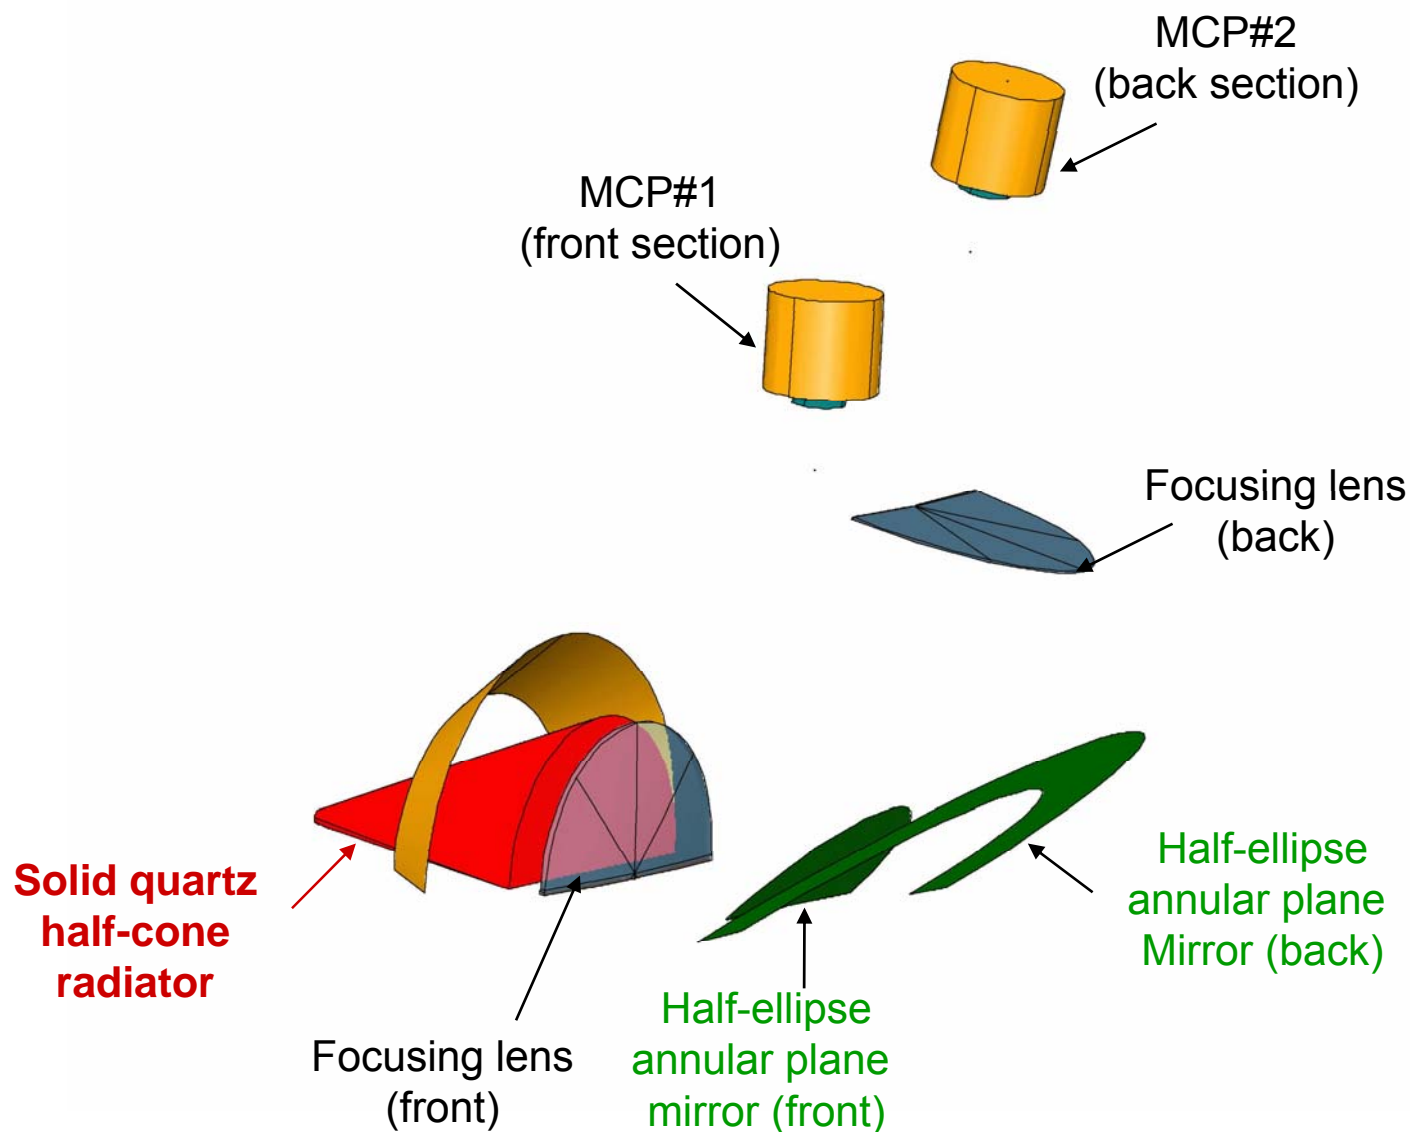 MCP#2
(back section)
MCP#1
(front section)
Focusing lens
(back)
Solid quartz
half-cone
radiator
Half-ellipse
annular plane
Mirror (back)
Focusing lens
(front)
Half-ellipse
annular plane
mirror (front)